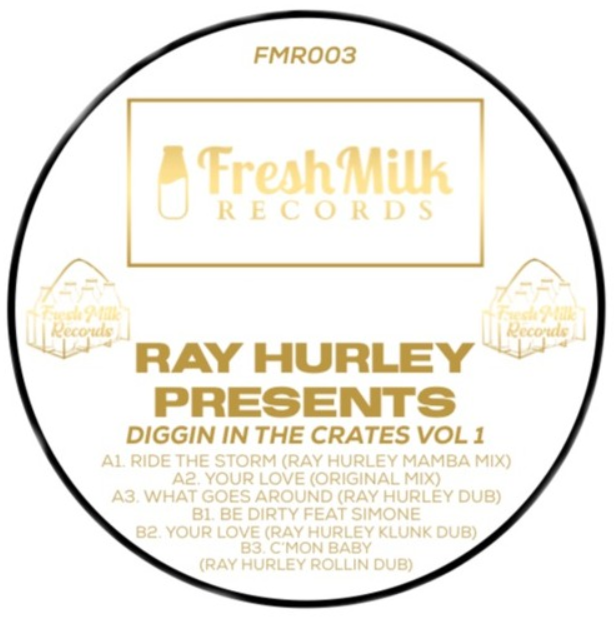 FMR003
Fresh Milk
RECORDS
Fresh Milk
Records
Fresh Milk
Records
RAY HURLEY
PRESENTS
DIGGIN IN THE CRATES VOL 1
A1. RIDE THE STORM (RAY HURLEY MAMBA MIX)
A2. YOUR LOVE (ORIGINAL MIX)
A3. WHAT GOES AROUND (RAY HURLEY DUB)
B1. BE DIRTY FEAT SIMONE
B2. YOUR LOVE (RAY HURLEY KLUNK DUB)
B3. C'MON BABY
(RAY HURLEY ROLLIN DUB)